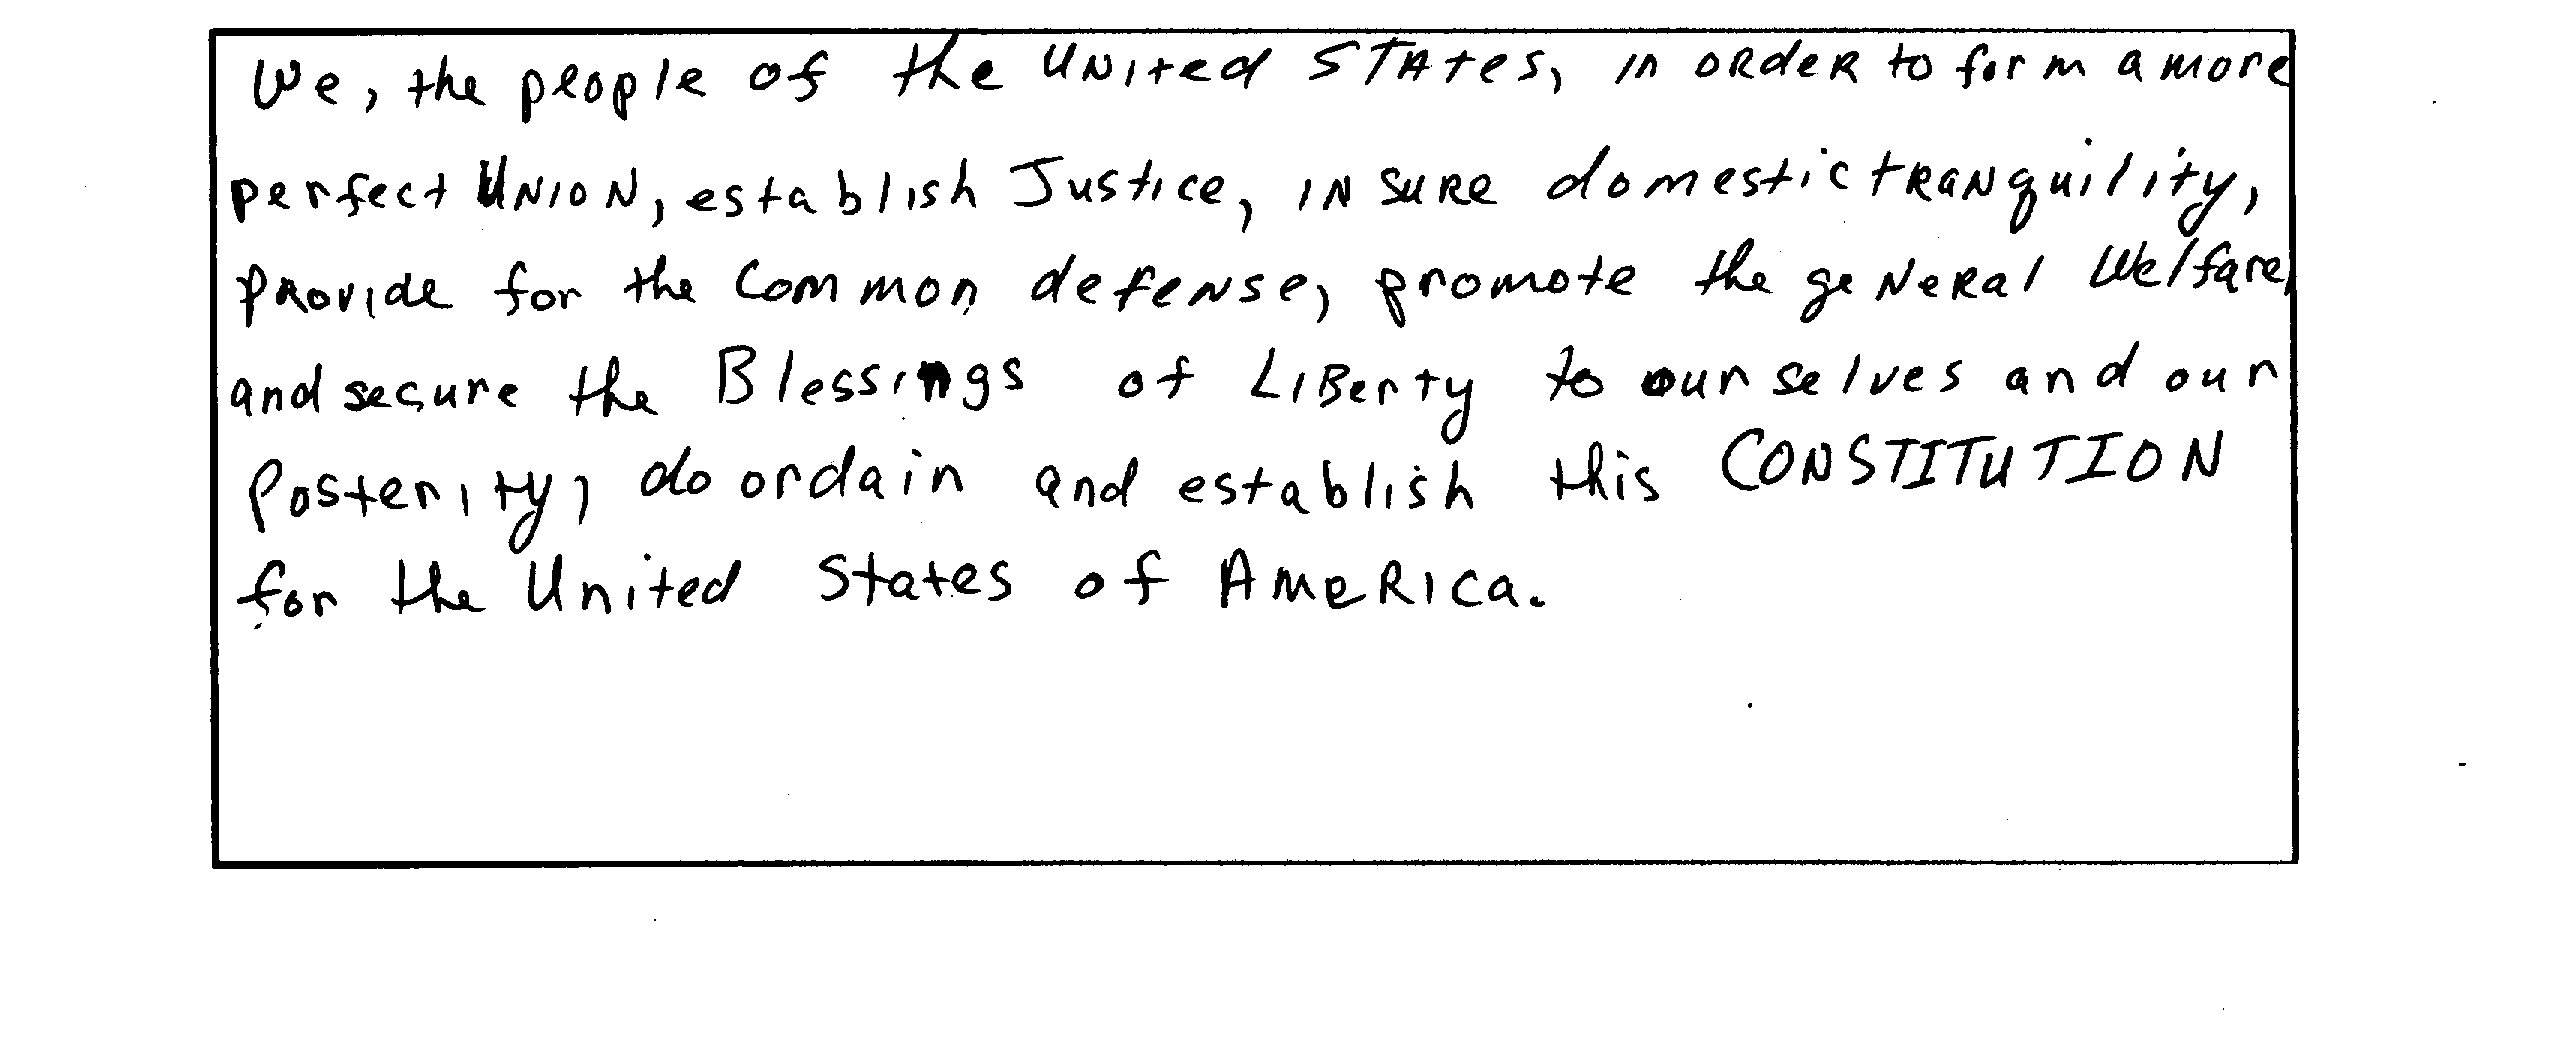 We, the people of the United States, in order to form a more
perfect Union, establish Justice, insure domestic tranquility,
provide for the Common defense, promote the general Welfare,
and secure the Blessings of Liberty to ourselves and our
Posterity, do ordain and establish this CONSTITUTION
for the United States of America.